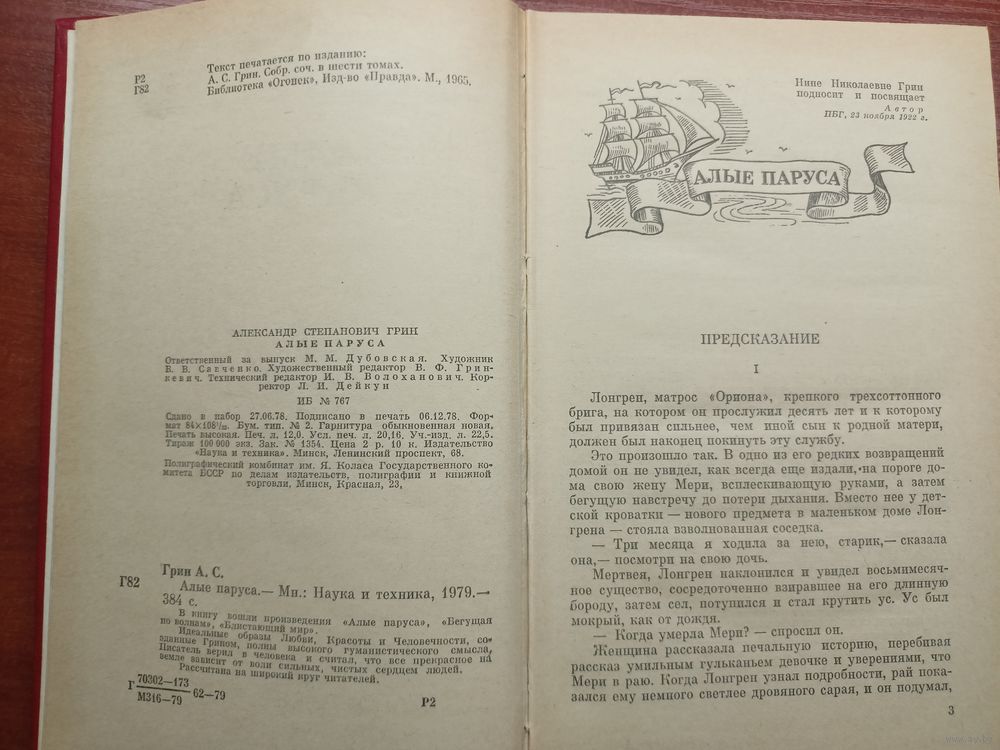 Р2
Г82
Текст печатается по изданию:
А. С. Грин. Собр. соч. в шести томах.
Библиотека «Огонек», Изд-во «Правда». М., 1965.
АЛЕКСАНДР СТЕПАНОВИЧ ГРИН
АЛЫЕ ПАРУСА
Ответственный за выпуск М. М. Дубовская. Художник
В. В. Савченко. Художественный редактор В. Ф. Грин-
кевич. Технический редактор И. В. Волоханович. Кор-
ректор Л. И. Дейкун
ИБ № 767
Сдано в набор 27.06.78. Подписано в печать 06.12.78. Фор-
мат 84×108¹/₃₂. Бум. тип. № 2. Гарнитура обыкновенная новая.
Печать высокая. Печ. л. 12,0. Усл. печ. л. 20,16. Уч.-изд. л. 22,5.
Тираж 100 000 экз. Зак. № 1354. Цена 2 р. 10 к. Издательство
«Наука и техника». Минск, Ленинский проспект, 68.
Полиграфический комбинат им. Я. Коласа Государственного ко-
митета БССР по делам издательств, полиграфии и книжной
торговли, Минск, Красная, 23,
Грин А. С.
Г82
Алые паруса.— Мн.: Наука и техника, 1979.—
384 с.
В книгу вошли произведения «Алые паруса», «Бегущая
по волнам», «Блистающий мир».
Идеальные образы Любви, Красоты и Человечности, со-
зданные Грином, полны высокого гуманистического смысла.
Писатель верил в человека и считал, что все прекрасное на
земле зависит от воли сильных, чистых сердцем людей.
Рассчитана на широкий круг читателей.
Г 70302—173
М316—79 62—79
Р2
Нине Николаевне Грин
подносит и посвящает
Автор
ПБГ, 23 ноября 1922 г.
АЛЫЕ ПАРУСА
ПРЕДСКАЗАНИЕ
I
Лонгрен, матрос «Ориона», крепкого трехсоттонного
брига, на котором он прослужил десять лет и к которому
был привязан сильнее, чем иной сын к родной матери,
должен был наконец покинуть эту службу.
Это произошло так. В одно из его редких возвращений
домой он не увидел, как всегда еще издали, на пороге до-
ма свою жену Мери, всплескивающую руками, а затем
бегущую навстречу до потери дыхания. Вместо нее у дет-
ской кроватки — нового предмета в маленьком доме Лон-
грена — стояла взволнованная соседка.
— Три месяца я ходила за нею, старик,— сказала
она,— посмотри на свою дочь.
Мертвея, Лонгрен наклонился и увидел восьмимесяч-
ное существо, сосредоточенно взиравшее на его длинную
бороду, затем сел, потупился и стал крутить ус. Ус был
мокрый, как от дождя.
— Когда умерла Мери? — спросил он.
Женщина рассказала печальную историю, перебивая
рассказ умильным гульканьем девочке и уверениями, что
Мери в раю. Когда Лонгрен узнал подробности, рай пока-
зался ему немного светлее дровяного сарая, и он подумал,
3